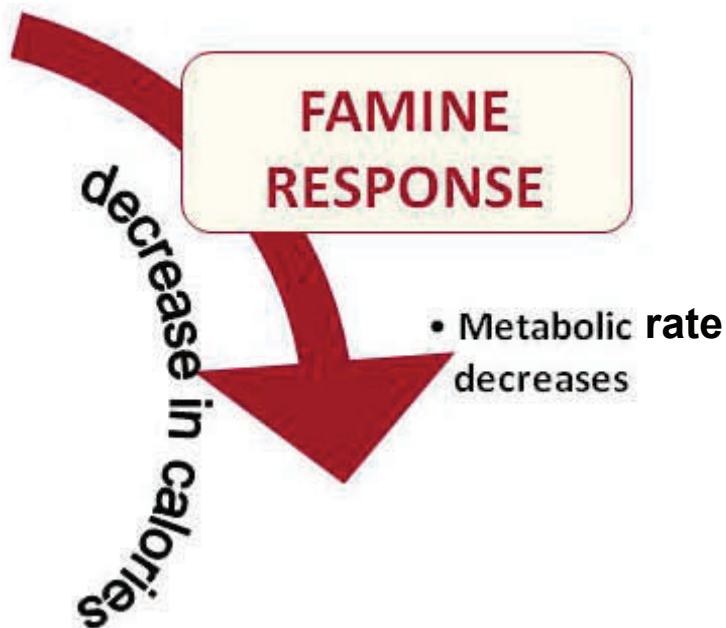 FAMINE
RESPONSE
decrease in calories
• Metabolic rate
decreases